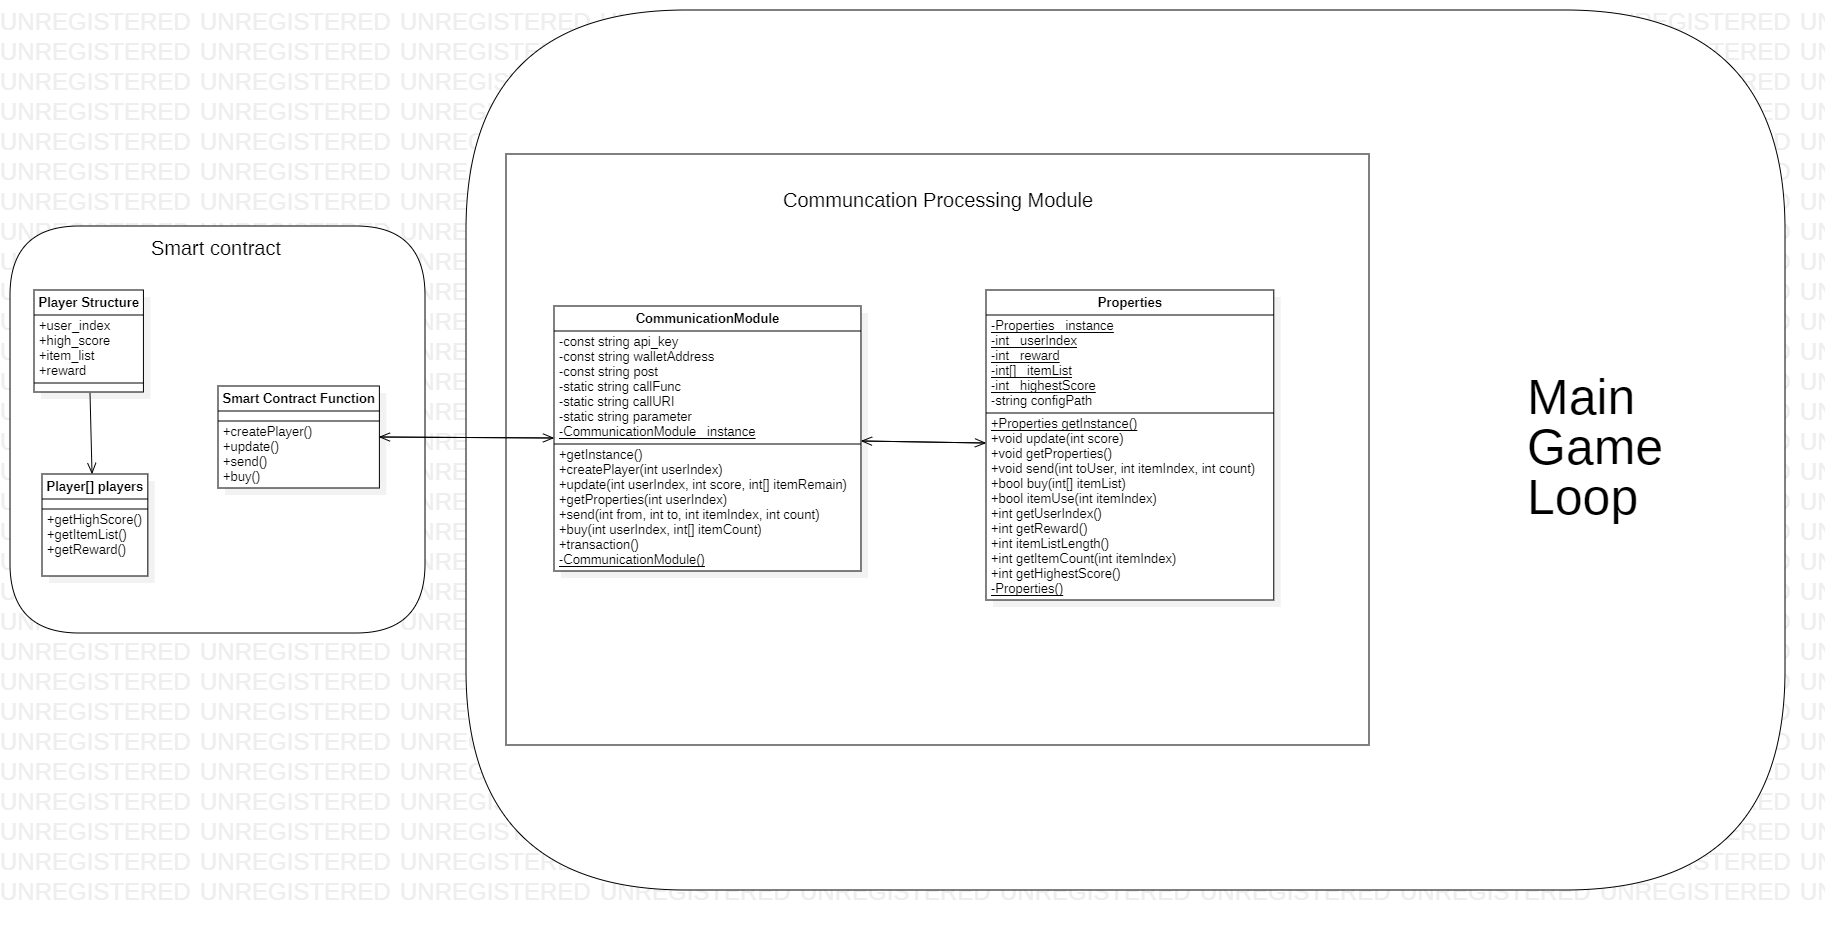 Smart contract
Player Structure
+user_index
+high_score
+item_list
+reward
Player[] players
+getHighScore()
+getItemList()
+getReward()
Smart Contract Function
+createPlayer()
+update()
+send()
+buy()
Communcation Processing Module
CommunicationModule
-const string api_key
-const string walletAddress
-const string post
-static string callFunc
-static string callURI
-static string parameter
-CommunicationModule _instance
+getInstance()
+createPlayer(int userIndex)
+update(int userIndex, int score, int[] itemRemain)
+getProperties(int userIndex)
+send(int from, int to, int itemIndex, int count)
+buy(int userIndex, int[] itemCount)
+transaction()
-CommunicationModule()
Properties
-Properties _instance
-int _userIndex
-int _reward
-int[] _itemList
-int _highestScore
-string configPath
+Properties getInstance()
+void update(int score)
+void getProperties()
+void send(int toUser, int itemIndex, int count)
+bool buy(int[] itemList)
+bool itemUse(int itemIndex)
+int getUserIndex()
+int getReward()
+int itemListLength()
+int getItemCount(int itemIndex)
+int getHighestScore()
-Properties()
Main
Game
Loop
UNREGISTERED